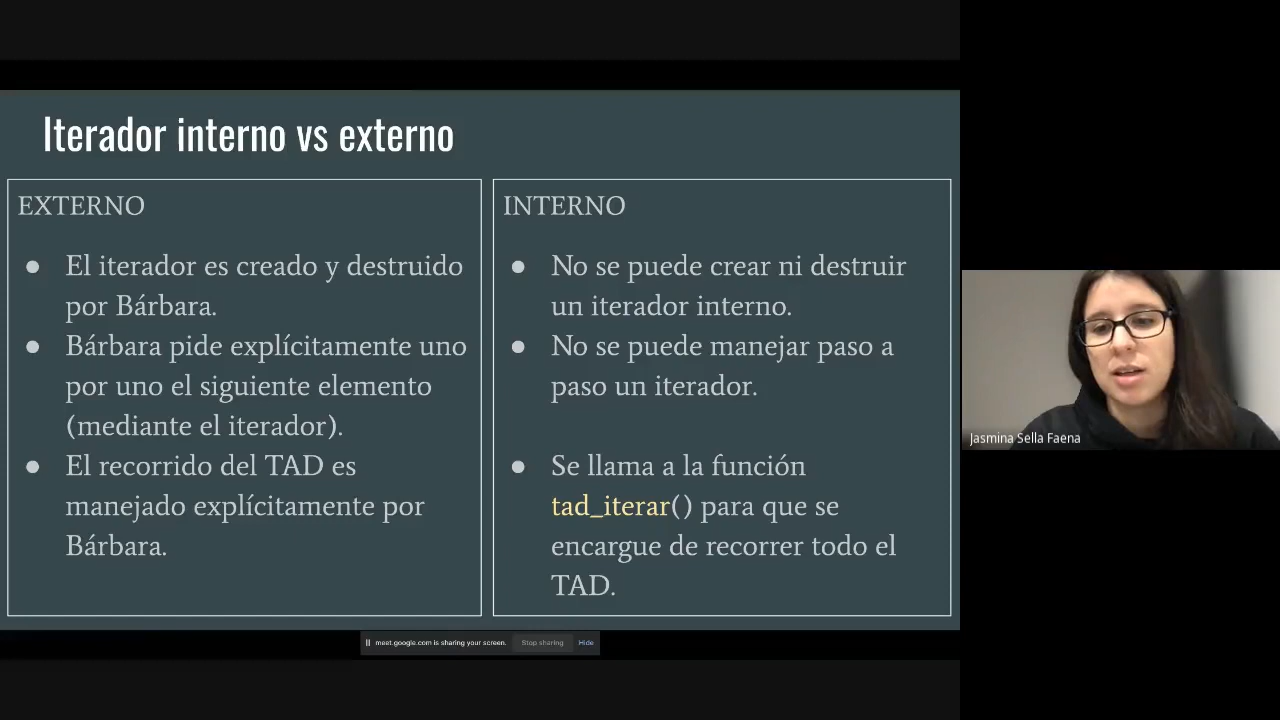 Iterador interno vs externo
EXTERNO
● El iterador es creado y destruido
por Bárbara.
● Bárbara pide explícitamente uno
por uno el siguiente elemento
(mediante el iterador).
● El recorrido del TAD es
manejado explícitamente por
Bárbara.
INTERNO
● No se puede crear ni destruir
un iterador interno.
● No se puede manejar paso a
paso un iterador.
● Se llama a la función
tad_iterar() para que se
encargue de recorrer todo el
TAD.
Jasmina Sella Faena
meet.google.com is sharing your screen.
Stop sharing
Hide